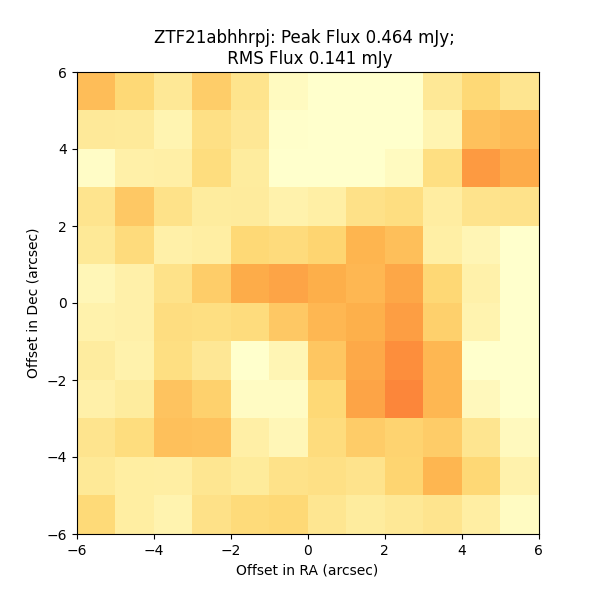 ZTF21abhhrpj: Peak Flux 0.464 mJy;
RMS Flux 0.141 mJy
6
4
2
0
−2
−4
−6
Offset in Dec (arcsec)
−6 −4 −2 0 2 4 6
Offset in RA (arcsec)